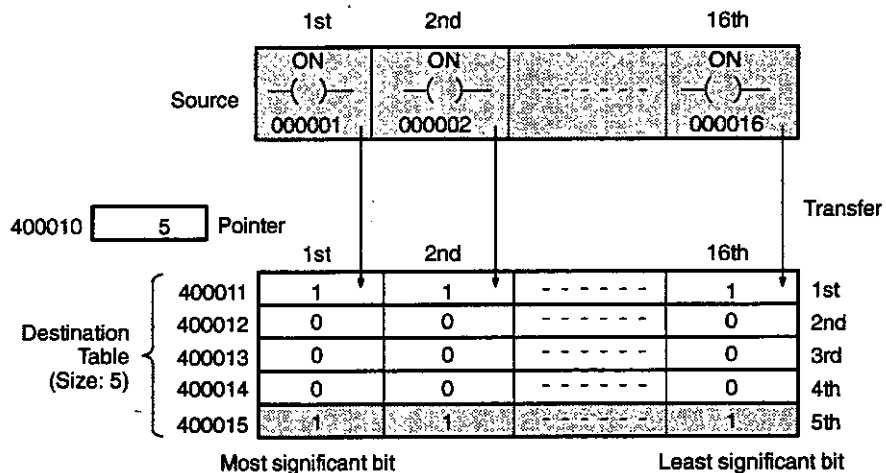 1st 2nd 16th
ON ON ON
Source
000001 000002 000016
Transfer
400010 5 Pointer
1st 2nd 16th
400011 1 1 - - - - - - 1 1st
400012 0 0 - - - - - - 0 2nd
Destination
Table
(Size: 5)
400013 0 0 - - - - - - 0 3rd
400014 0 0 - - - - - - 0 4th
400015 1 1 - - - - - - 1 5th
Most significant bit Least significant bit